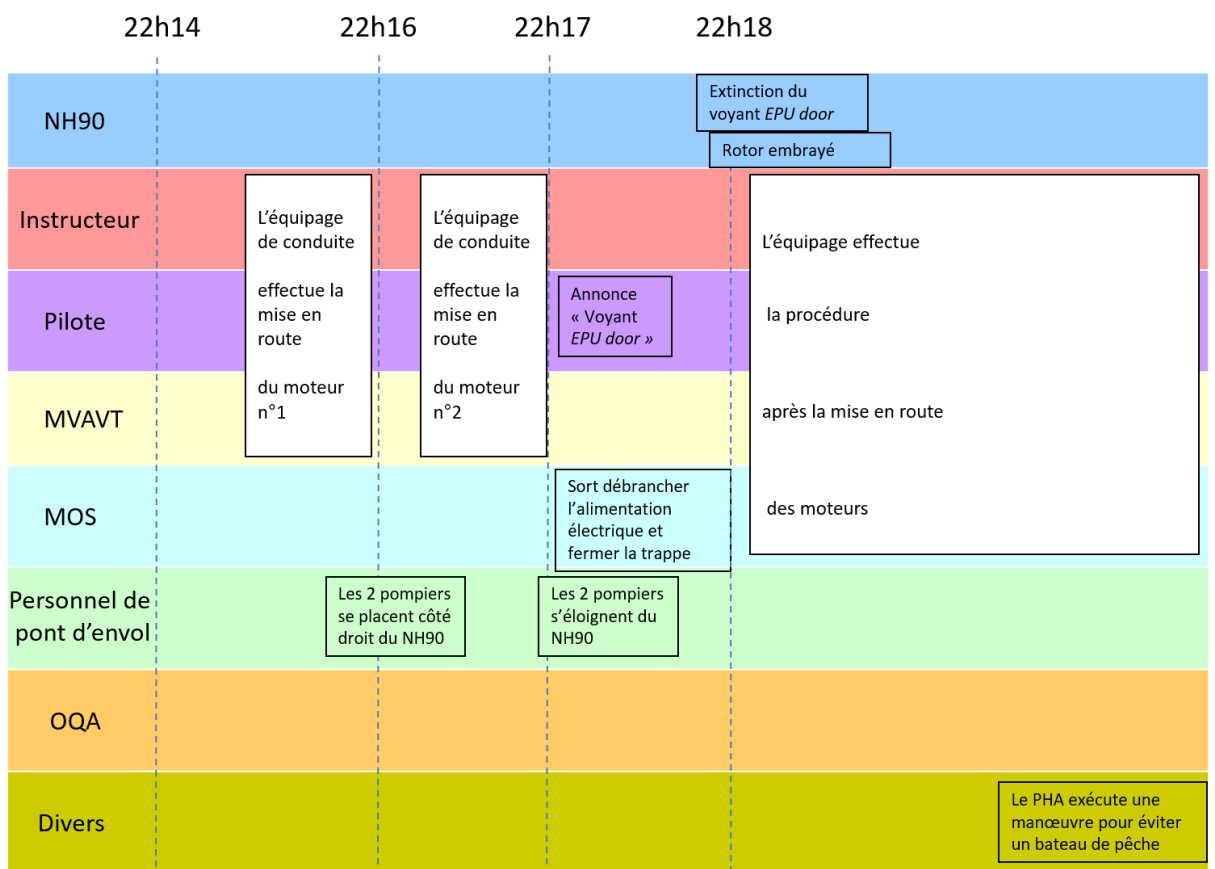 22h14
22h16
22h17
22h18
NH90
Extinction du
voyant EPU door
Rotor embrayé
Instructeur
L’équipage
de conduite
effectue la
mise en
route
du moteur
n°1
L’équipage
de conduite
effectue la
mise en
route
du moteur
n°2
L’équipage effectue
la procédure
après la mise en route
des moteurs
Pilote
Annonce
« Voyant
EPU door »
MVAVT
MOS
Sort débrancher
l’alimentation
électrique et
fermer la trappe
Personnel de
pont d’envol
Les 2 pompiers
se placent côté
droit du NH90
Les 2 pompiers
s’éloignent du
NH90
OQA
Divers
Le PHA exécute une
manœuvre pour éviter
un bateau de pêche